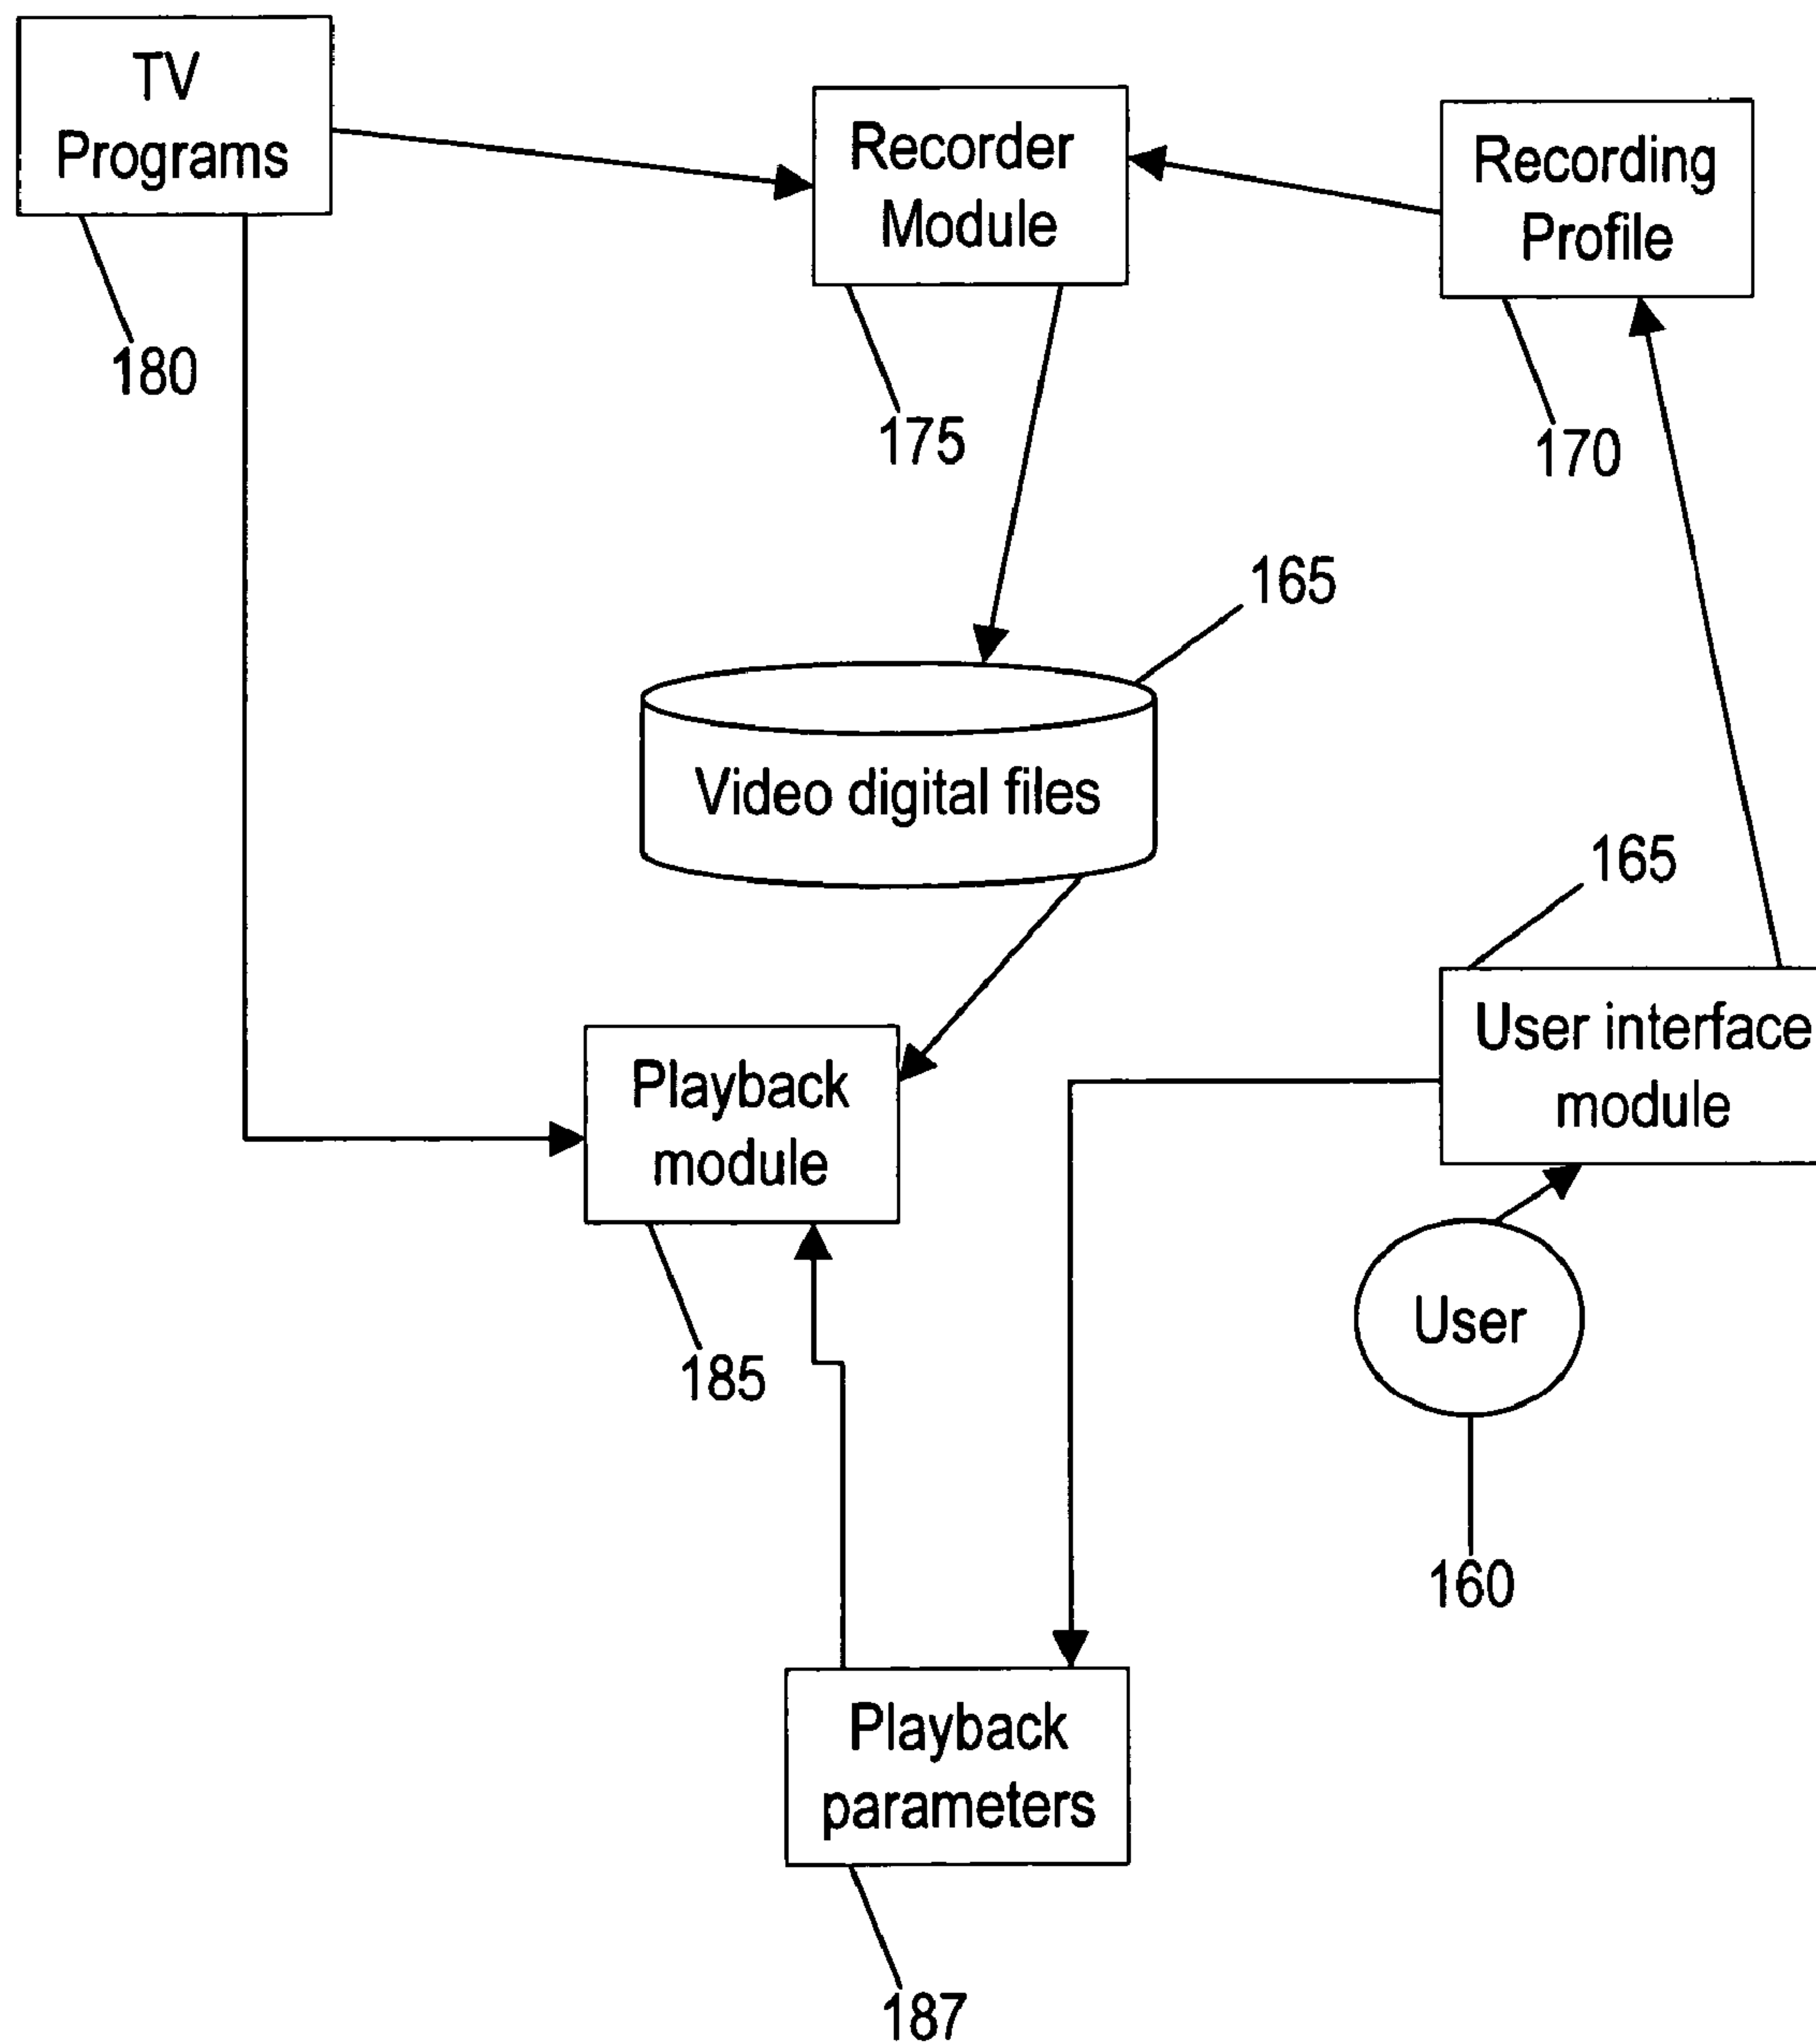 TV
Programs
180
Recorder
Module
175
Recording
Profile
170
165
Video digital files
165
User interface
module
Playback
module
185
User
160
Playback
parameters
187